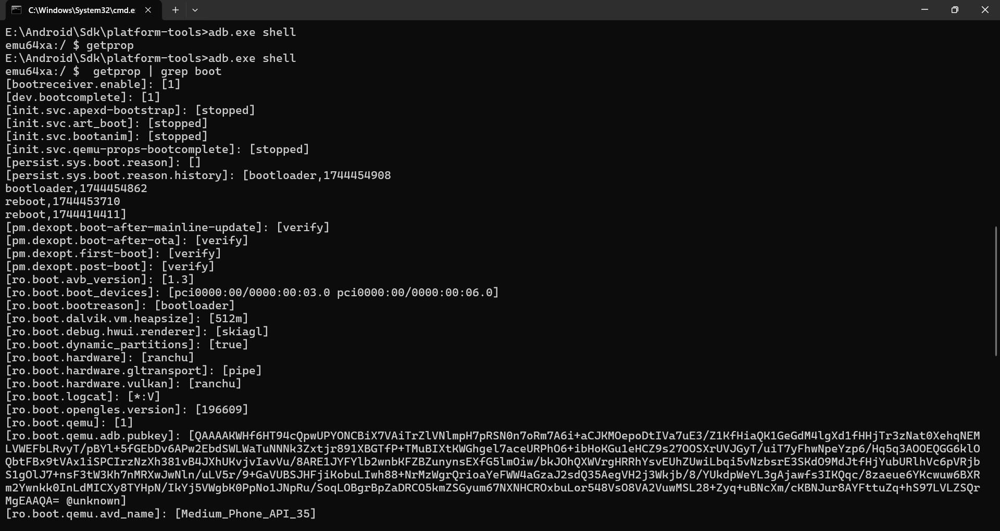 C:\Windows\System32\cmd.e
E:\Android\Sdk\platform-tools>adb.exe shell
emu64xa:/ $ getprop
E:\Android\Sdk\platform-tools>adb.exe shell
emu64xa:/ $  getprop | grep boot
[bootreceiver.enable]: [1]
[dev.bootcomplete]: [1]
[init.svc.apexd-bootstrap]: [stopped]
[init.svc.art_boot]: [stopped]
[init.svc.bootanim]: [stopped]
[init.svc.qemu-props-bootcomplete]: [stopped]
[persist.sys.boot.reason]: []
[persist.sys.boot.reason.history]: [bootloader,1744454908
bootloader,1744454862
reboot,1744453710
reboot,1744414411]
[pm.dexopt.boot-after-mainline-update]: [verify]
[pm.dexopt.boot-after-ota]: [verify]
[pm.dexopt.first-boot]: [verify]
[pm.dexopt.post-boot]: [verify]
[ro.boot.avb_version]: [1.3]
[ro.boot.boot_devices]: [pci0000:00/0000:00:03.0 pci0000:00/0000:00:06.0]
[ro.boot.bootreason]: [bootloader]
[ro.boot.dalvik.vm.heapsize]: [512m]
[ro.boot.debug.hwui.renderer]: [skiagl]
[ro.boot.dynamic_partitions]: [true]
[ro.boot.hardware]: [ranchu]
[ro.boot.hardware.gltransport]: [pipe]
[ro.boot.hardware.vulkan]: [ranchu]
[ro.boot.logcat]: [*:V]
[ro.boot.opengles.version]: [196609]
[ro.boot.qemu]: [1]
[ro.boot.qemu.adb.pubkey]: [QAAAAKWHf6HT94cQpwUPYONCBiX7VAiTrZlVNlmpH7pRSN0n7oRm7A6i+aCJKMOepoDtIVa7uE3/Z1KfHiaQK1GeGdM4lgXd1fHHjTr3zNat0XehqNEM
LVWEFbLRvyT/pBYl+5fGEbDv6APw2EbdSWLWaTuNNNk3Zxtjr891XBGTfP+TMuBIXtKWGhgel7aceURPhO6+ibHoKGu1eHCZ9s27OOSXrUVJGyT/uiT7yFhwNpeYzp6/Hq5q3AOOEQGG6klO
QbtFBx9tVAx1iSPCIrzNzXh381vB4JXhUKvjvIavVu/8ARE1JYFYlb2wnbKFZBZunynsEXfG5lmOiw/bkJOhQXWVrgHRRhYsvEUhZUwiLbqi5vNzbsrE3SKdO9MdJtfHjYubURlhVc6pVRjb
S1gOlJ7+nsF3tW3Kh7nMRXwJwNln/uLV5r/9+GaVUBSJHFjiKobuLIwh88+NrMzWgrQrioaYeFWW4aGzaJ2sdQ35AegVH2j3Wkjb/8/YUkdpWeYL3gAjawfs3IKQqc/8zaeue6YKcwuw6BXR
m2Ywnkk0InLdMICXy8TYHpN/IkYj5VWgbK0PpNo1JNpRu/SoqLOBgrBpZaDRCO5kmZSGyum67NXNHCROxbuLor548VsO8VA2VuwMSL28+Zyq+uBNcXm/cKBNJur8AYFttuZq+hS97LVLZSQr
MgEAAQA= @unknown]
[ro.boot.qemu.avd_name]: [Medium_Phone_API_35]